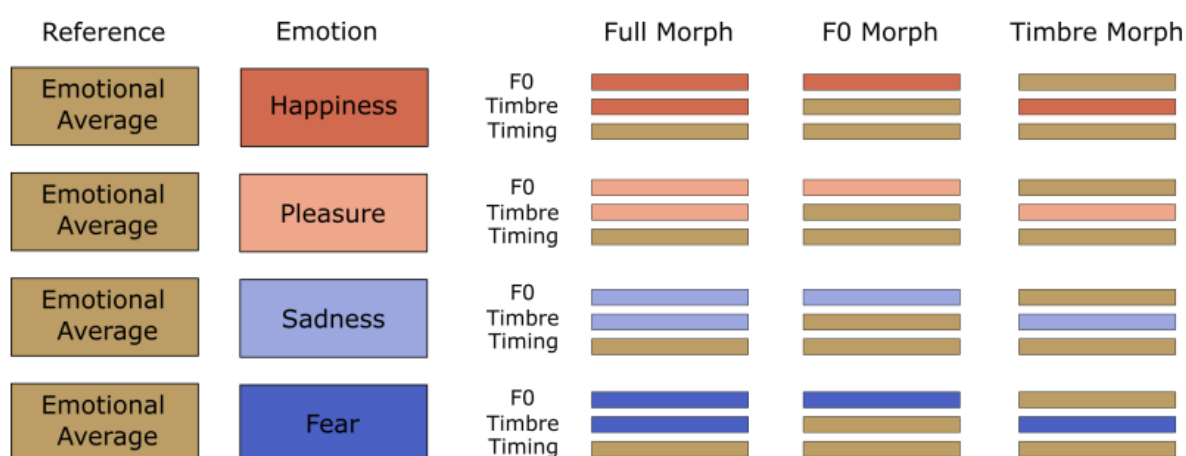 Reference Emotion Full Morph F0 Morph Timbre Morph
Emotional
Average
Happiness
F0
Timbre
Timing
Emotional
Average
Pleasure
F0
Timbre
Timing
Emotional
Average
Sadness
F0
Timbre
Timing
Emotional
Average
Fear
F0
Timbre
Timing